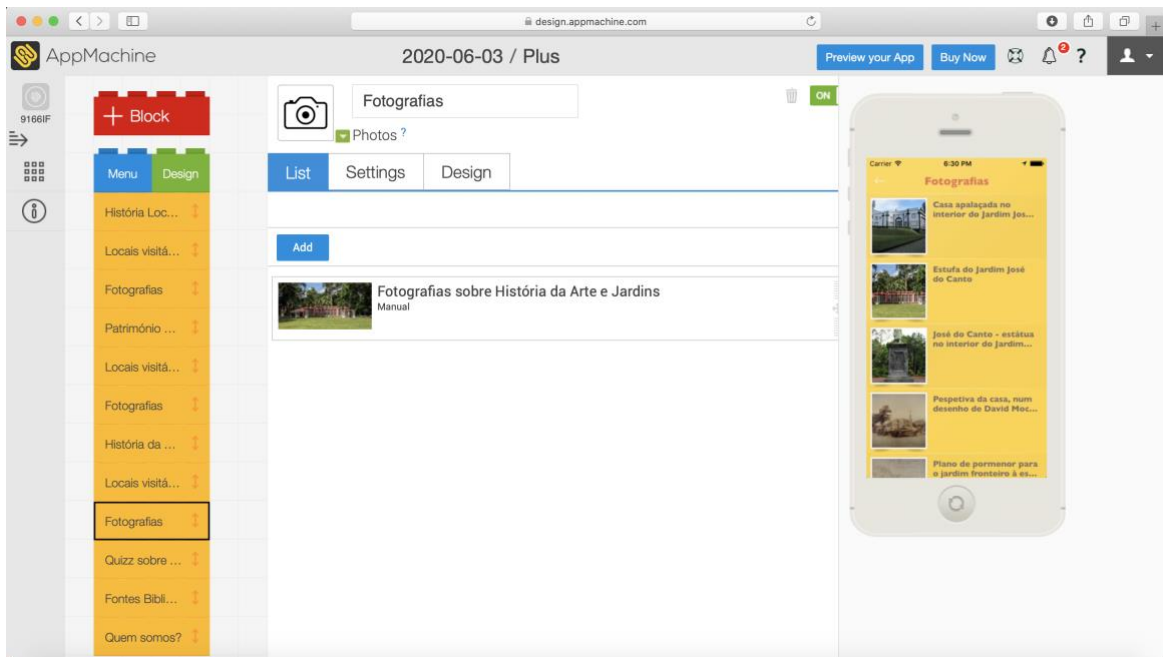 design.appmachine.com
AppMachine
2020-06-03 / Plus
Preview your App
Buy Now
2
?
9166IF
+ Block
Menu
Design
História Loc...
Locais visitá...
Fotografias
Património ...
Locais visitá...
Fotografias
História da ...
Locais visitá...
Fotografias
Quizz sobre ...
Fontes Bibli...
Quem somos?
Fotografias
ON
Photos ?
List
Settings
Design
Add
Fotografias sobre História da Arte e Jardins
Manual
Carrier
6:30 PM
Fotografias
Casa apalaçada no
interior do Jardim Jos...
Estufa do Jardim José
do Canto
José do Canto - estátua
no interior do Jardim...
Pespetiva da casa, num
desenho de David Moc...
Plano de pormenor para
o jardim fronteiro à es...